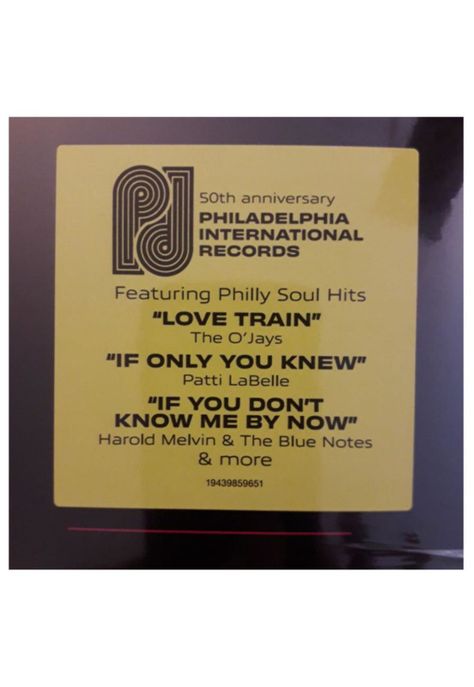 50th anniversary
PHILADELPHIA
INTERNATIONAL
RECORDS
Featuring Philly Soul Hits
"LOVE TRAIN"
The O'Jays
"IF ONLY YOU KNEW"
Patti LaBelle
"IF YOU DON'T
KNOW ME BY NOW"
Harold Melvin & The Blue Notes
& more
19439859651